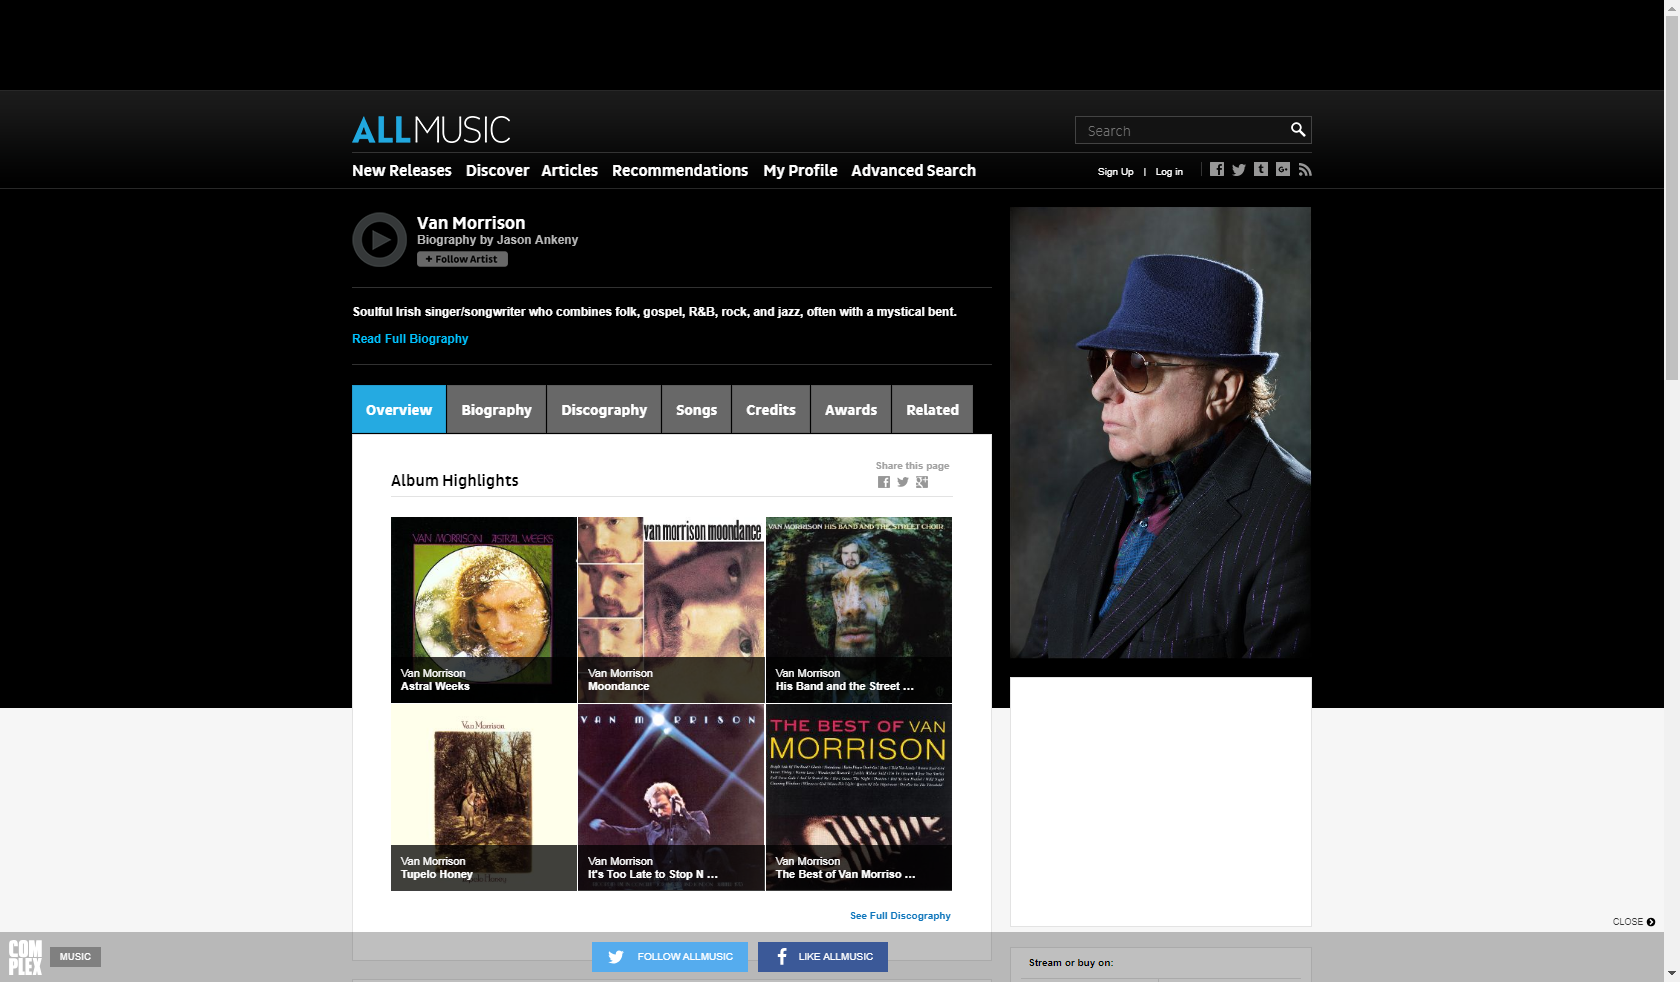 ALLMUSIC
Search
New Releases Discover Articles Recommendations My Profile Advanced Search
Sign Up | Log in
Van Morrison
Biography by Jason Ankeny
+ Follow Artist
Soulful Irish singer/songwriter who combines folk, gospel, R&B, rock, and jazz, often with a mystical bent.
Read Full Biography
Overview Biography Discography Songs Credits Awards Related
Share this page
Album Highlights
VAN MORRISON ASTRAL WEEKS
van morrison moondance
VAN MORRISON HIS BAND AND THE STREET CHOIR
Van Morrison
Astral Weeks
Van Morrison
Moondance
Van Morrison
His Band and the Street ...
Van Morrison
VAN MORRISON
THE BEST OF VAN
MORRISON
Van Morrison
Tupelo Honey
Tupelo Honey
Van Morrison
It's Too Late to Stop N ...
Van Morrison
The Best of Van Morriso ...
See Full Discography
CLOSE
COM
PLEX
MUSIC
FOLLOW ALLMUSIC
LIKE ALLMUSIC
Stream or buy on: